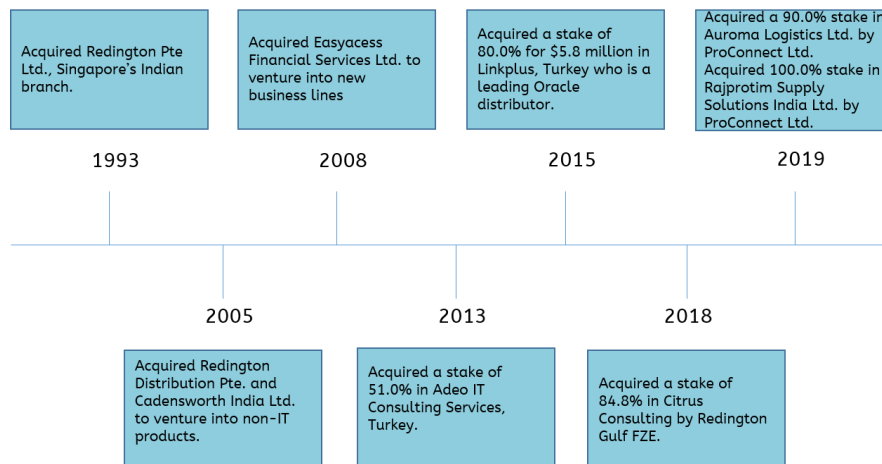 Acquired Redington Pte
Ltd., Singapore's Indian
branch.
1993
Acquired Easyacess
Financial Services Ltd. to
venture into new
business lines
2008
Acquired a stake of
80.0% for $5.8 million in
Linkplus, Turkey who is a
leading Oracle
distributor.
2015
Acquired a 90.0% stake in
Auroma Logistics Ltd. by
ProConnect Ltd.
Acquired 100.0% stake in
Rajprotim Supply
Solutions India Ltd. by
ProConnect Ltd.
2019
2005
Acquired Redington
Distribution Pte. and
Cadensworth India Ltd.
to venture into non-IT
products.
2013
Acquired a stake of
51.0% in Adeo IT
Consulting Services,
Turkey.
2018
Acquired a stake of
84.8% in Citrus
Consulting by Redington
Gulf FZE.